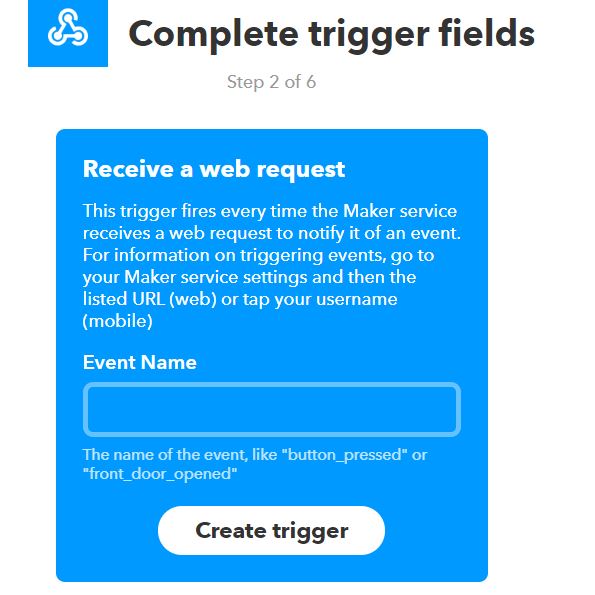 Complete trigger fields
Step 2 of 6
Receive a web request
This trigger fires every time the Maker service
receives a web request to notify it of an event.
For information on triggering events, go to
your Maker service settings and then the
listed URL (web) or tap your username
(mobile)
Event Name
The name of the event, like "button_pressed" or
"front_door_opened"
Create trigger